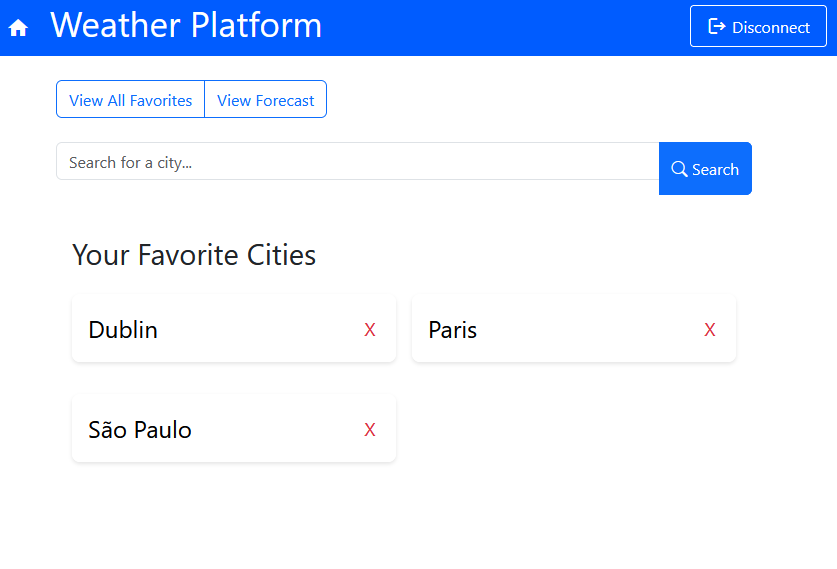 Weather Platform
Disconnect
View All Favorites
View Forecast
Search for a city...
Search
Your Favorite Cities
Dublin X
Paris X
São Paulo X